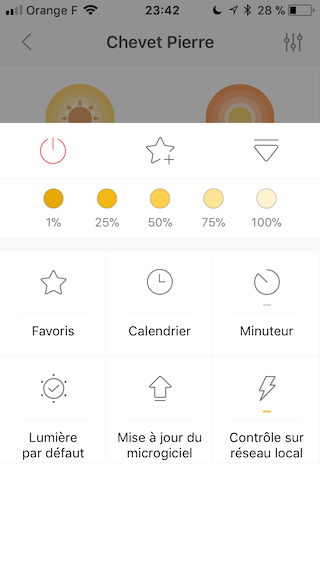 Orange F 23:42 28 %
Chevet Pierre
1% 25% 50% 75% 100%
Favoris Calendrier Minuteur
Lumière Mise à jour du Contrôle sur
par défaut microgiciel réseau local